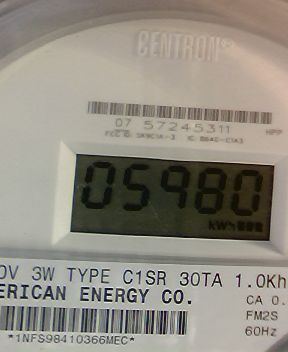 CENTRON®
07 57245311 HPP
05980
kWh
0V 3W TYPE C1SR 30TA 1.0Kh
ERICAN ENERGY CO.
CA 0.
FM2S
60Hz
*1NFS98410366MEC*